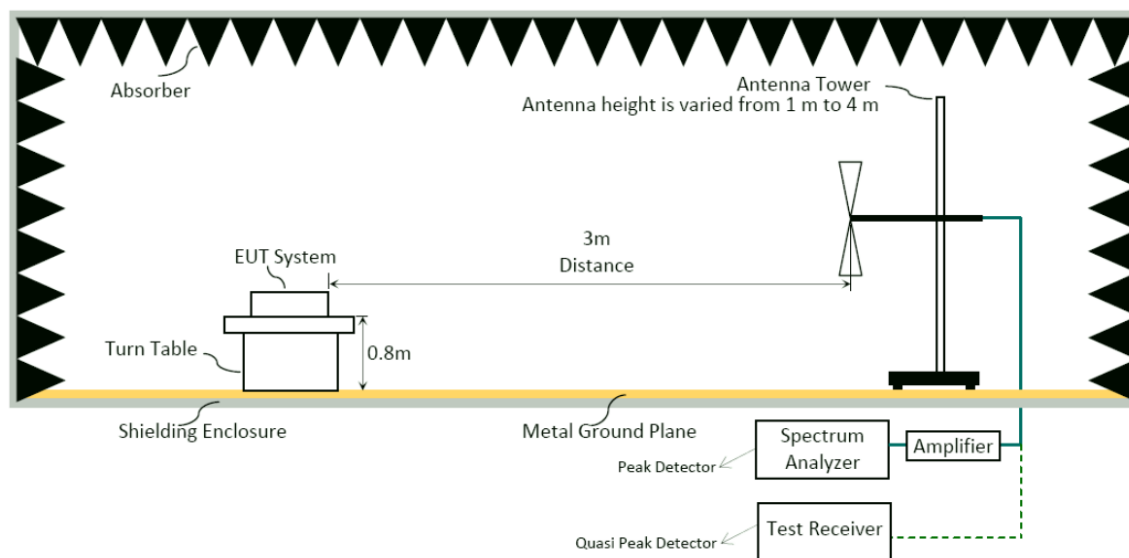 Absorber
Antenna Tower
Antenna height is varied from 1 m to 4 m
3m
Distance
EUT System
Turn Table
0.8m
Shielding Enclosure
Metal Ground Plane
Spectrum
Analyzer
Amplifier
Peak Detector
Test Receiver
Quasi Peak Detector